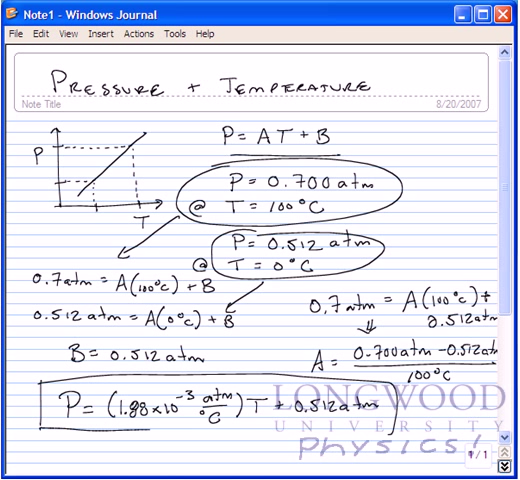 Note1 - Windows Journal
File Edit View Insert Actions Tools Help
PRESSURE + TEMPERATURE
Note Title
8/20/2007
P
T
P = AT + B
P = 0.700 atm
@ T = 100°C
P = 0.512 atm
@ T = 0°C
0.7 atm = A(100°C) + B
0.512 atm = A(0°C) + B
B = 0.512 atm
0.7 atm = A(100°C) +
0.512 atm
A = 0.700 atm - 0.512 atm
100°C
P = (1.88 × 10⁻³ atm/°C) T + 0.512 atm
LONGWOOD
UNIVERSITY
Physics!
1 / 1